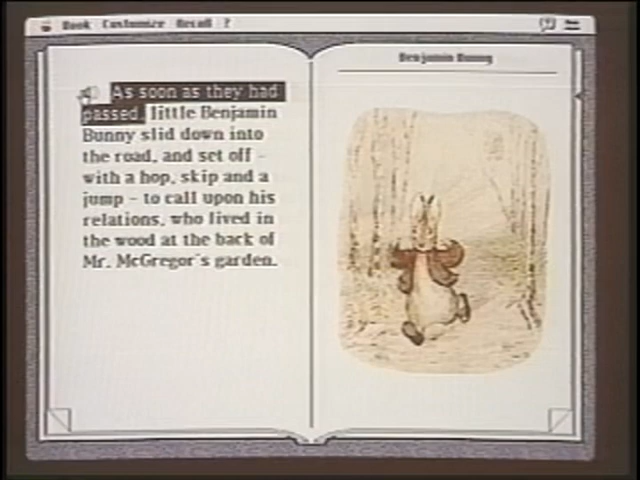 Book Customize Recall ?
Benjamin Bunny
As soon as they had
passed, little Benjamin
Bunny slid down into
the road, and set off -
with a hop, skip and a
jump - to call upon his
relations, who lived in
the wood at the back of
Mr. McGregor's garden.